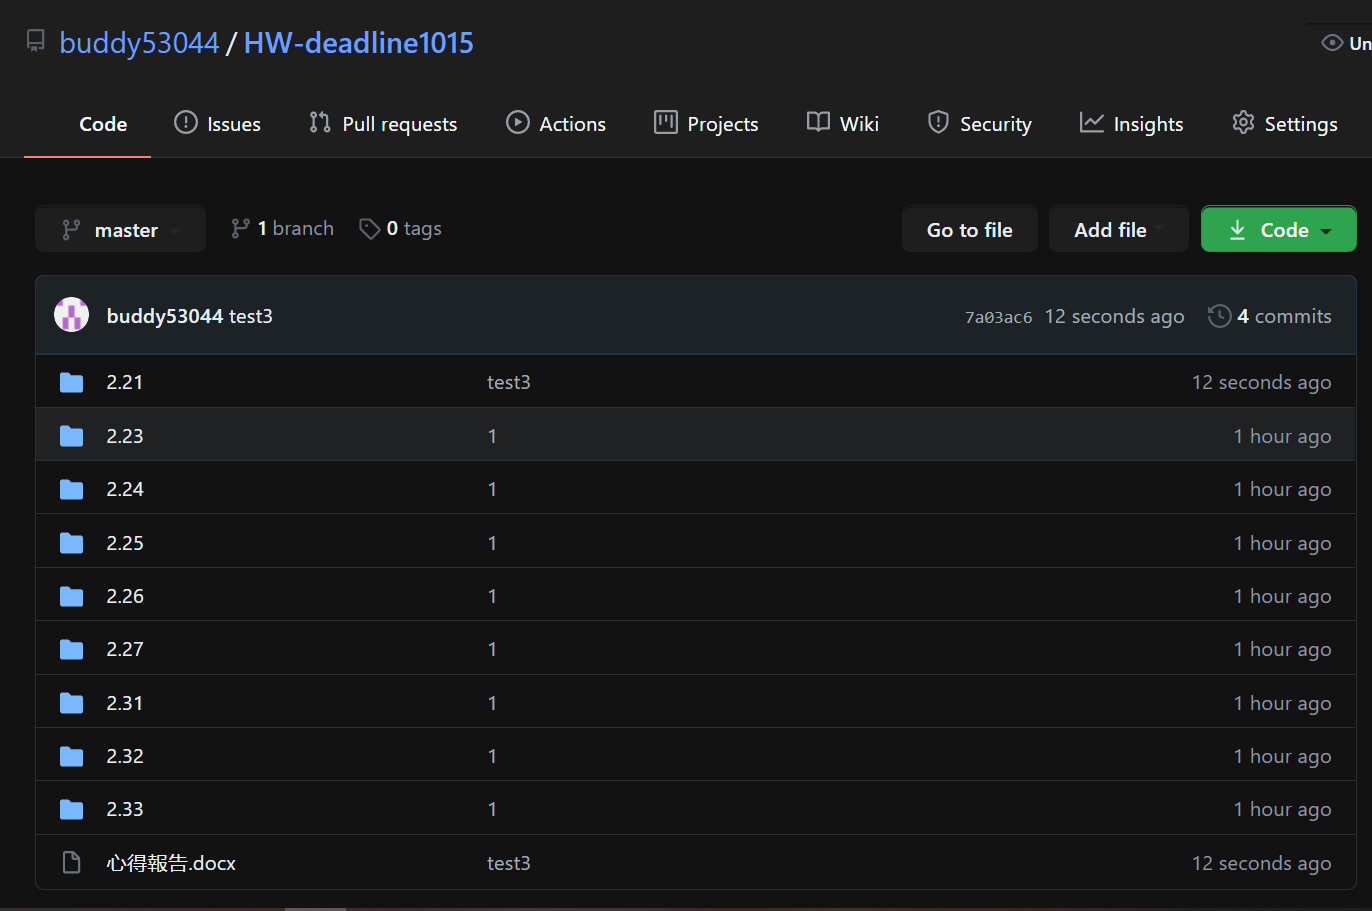 buddy53044 / HW-deadline1015
Un
Code Issues Pull requests Actions Projects Wiki Security Insights Settings
master 1 branch 0 tags Go to file Add file Code
buddy53044 test3 7a03ac6 12 seconds ago 4 commits
2.21 test3 12 seconds ago
2.23 1 1 hour ago
2.24 1 1 hour ago
2.25 1 1 hour ago
2.26 1 1 hour ago
2.27 1 1 hour ago
2.31 1 1 hour ago
2.32 1 1 hour ago
2.33 1 1 hour ago
心得報告.docx test3 12 seconds ago